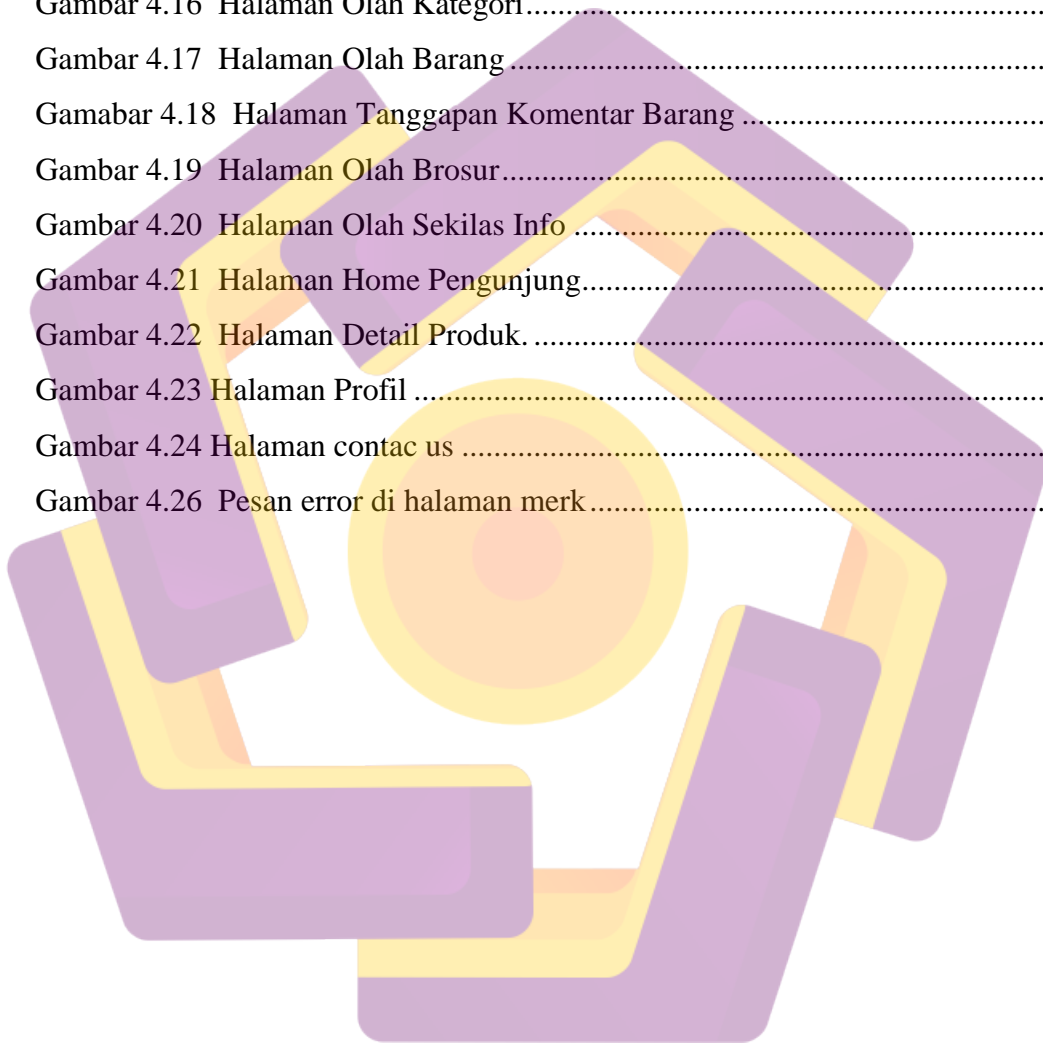 Gambar 4.16  Halaman Olah Kategori...............................................................
Gambar 4.17  Halaman Olah Barang..................................................................
Gamabar 4.18  Halaman Tanggapan Komentar Barang.....................................
Gambar 4.19  Halaman Olah Brosur...................................................................
Gambar 4.20  Halaman Olah Sekilas Info..........................................................
Gambar 4.21  Halaman Home Pengunjung.........................................................
Gambar 4.22  Halaman Detail Produk. ...............................................................
Gambar 4.23 Halaman Profil ..............................................................................
Gambar 4.24 Halaman contac us ........................................................................
Gambar 4.26  Pesan error di halaman merk........................................................